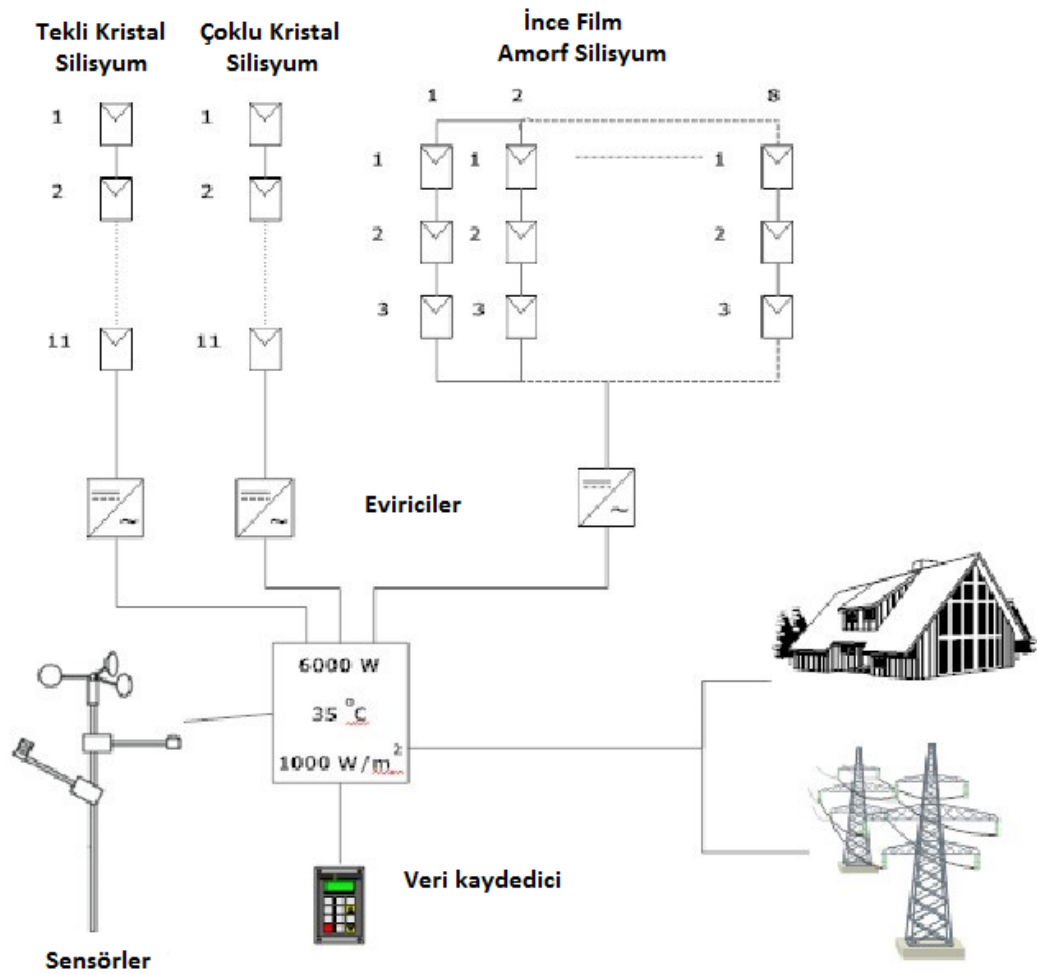 Tekli Kristal
Silisyum
Çoklu Kristal
Silisyum
İnce Film
Amorf Silisyum
1 2 8
1 1 1 1 1
2 2 2 2 2
3 3 3
11 11
Eviriciler
6000 W
35 °C
1000 W/m²
Veri kaydedici
Sensörler